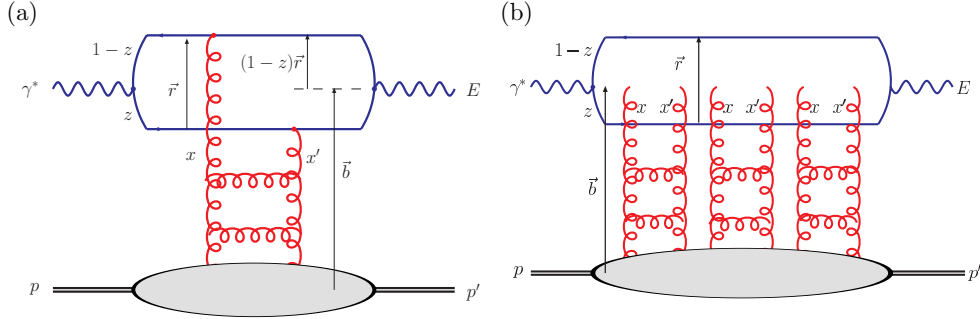 (a)
1 − z
(1 − z)r⃗
r⃗
γ*
E
z
x
x′
b⃗
p
p′
(b)
1 − z
r⃗
γ*
E
z
x x′ x x′ x x′
b⃗
p
p′